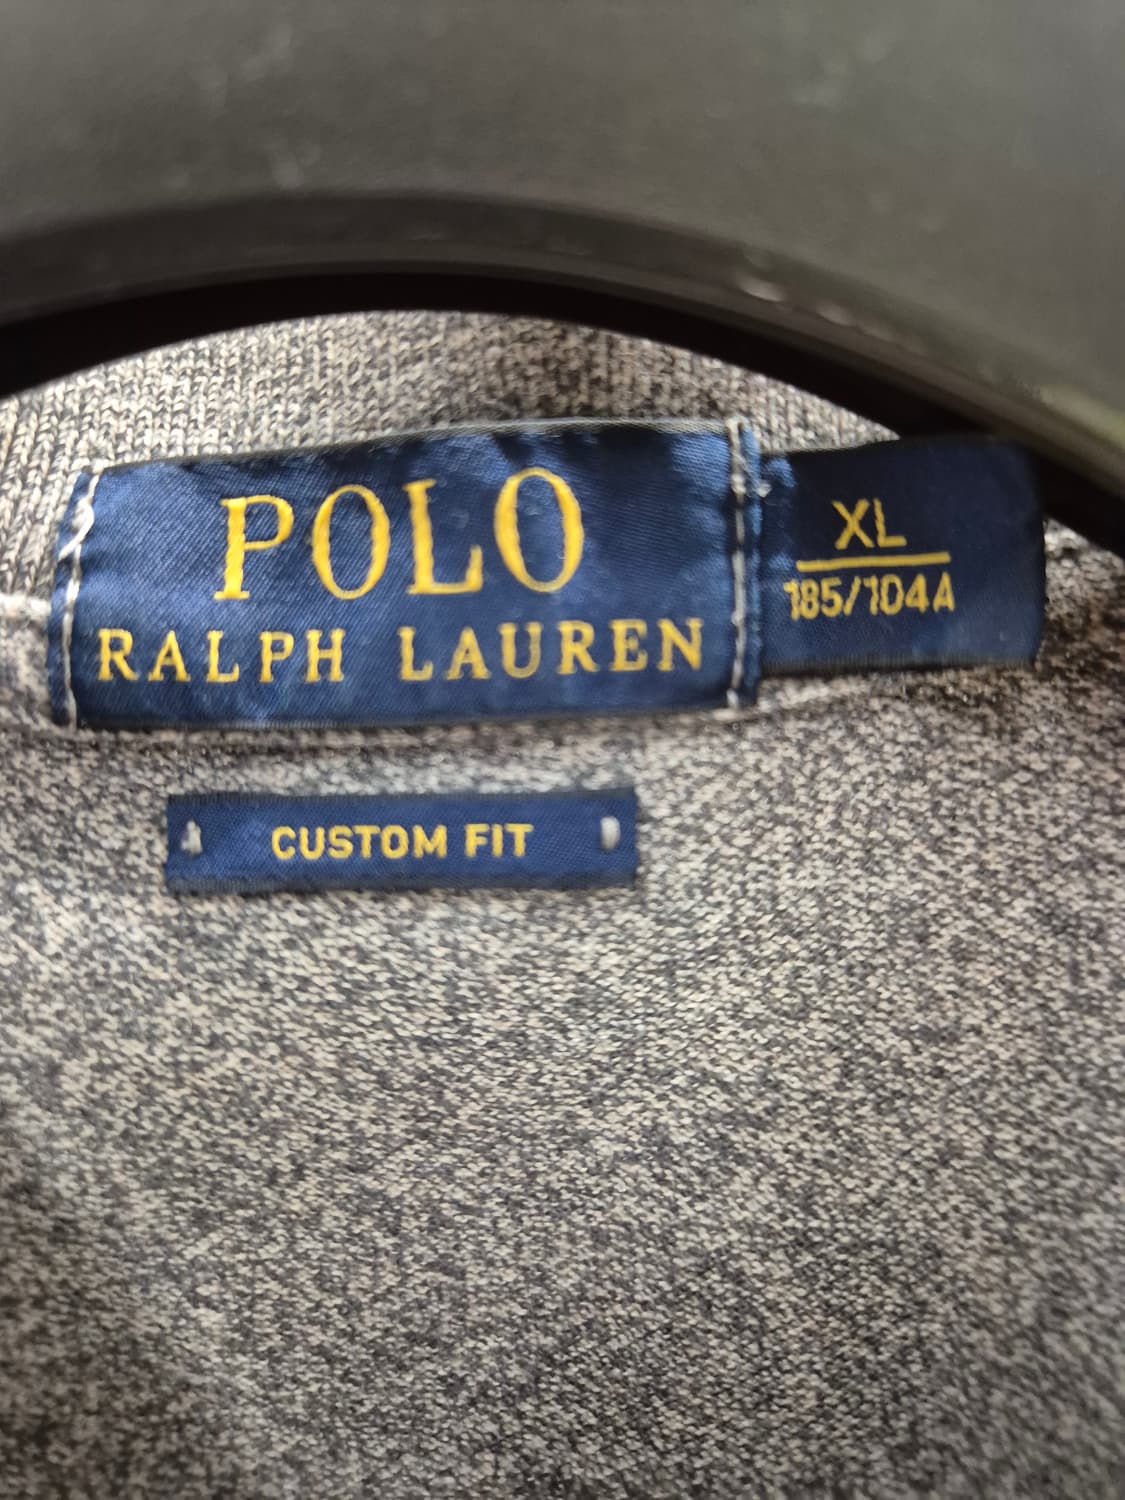 POLO
RALPH LAUREN
XL
185/104A
CUSTOM FIT